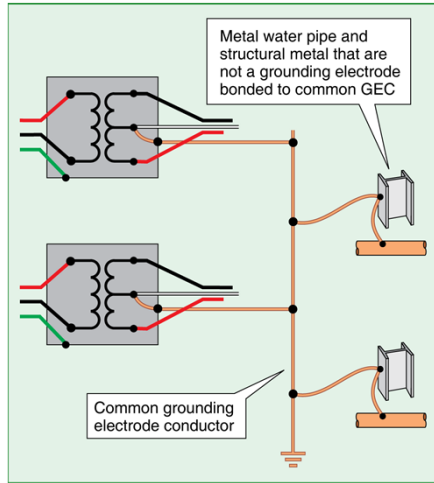 Metal water pipe and
structural metal that are
not a grounding electrode
bonded to common GEC
Common grounding
electrode conductor